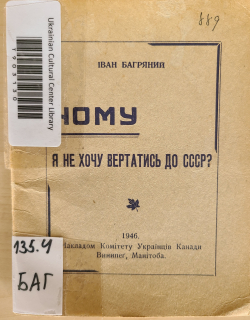 889
Ukrainian Cultural Center Library
ІВАН БАГРЯНИЙ
ЧОМУ
Я НЕ ХОЧУ ВЕРТАТИСЬ ДО СССР?
1946.
Накладом Комітету Українців Канади
Вінніпеґ, Манітоба.
135.4
БАГ